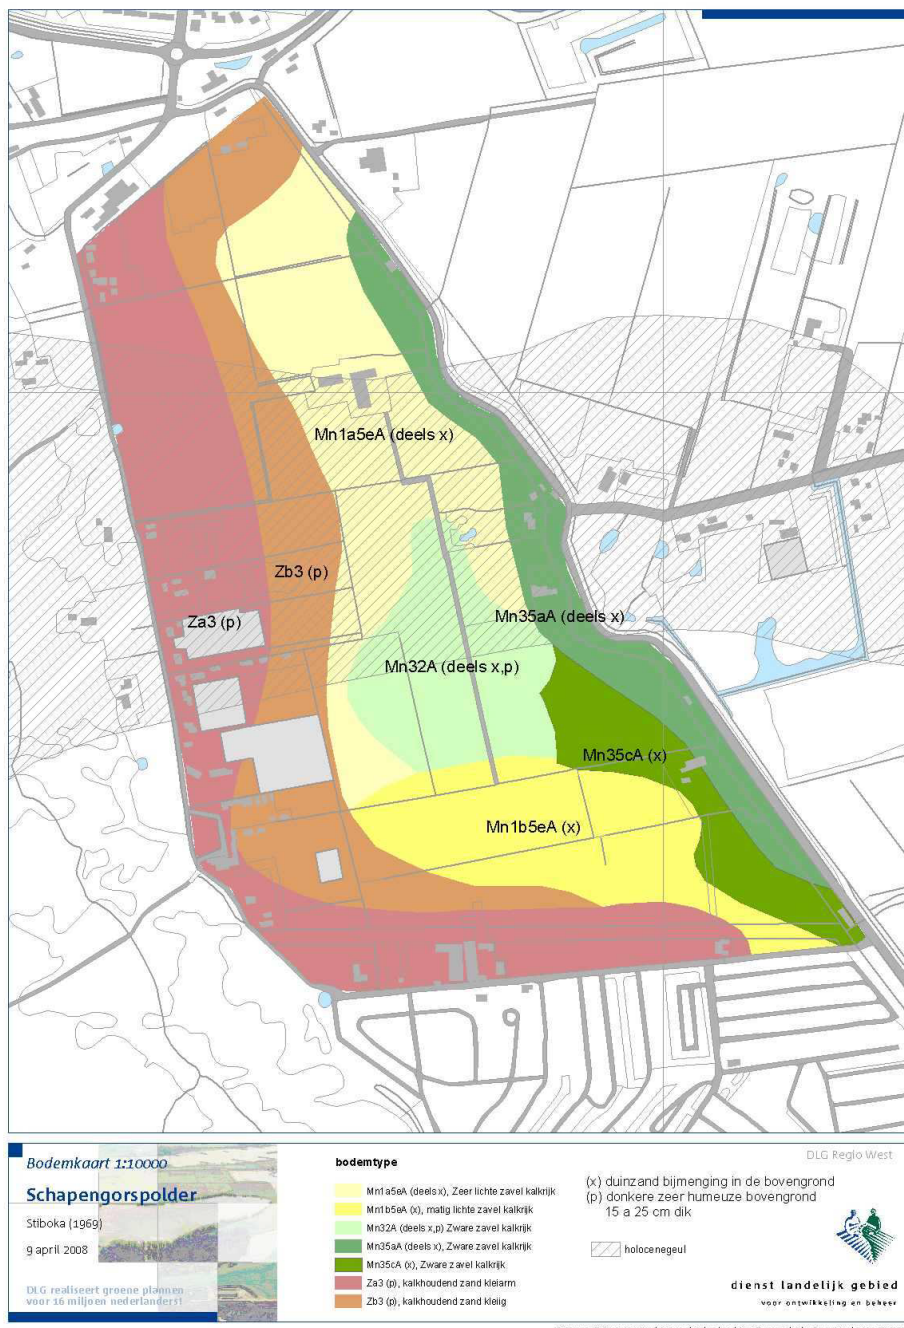 Mn1a5eA (deels x)
Zb3 (p)
Za3 (p)
Mn35aA (deels x)
Mn32A (deels x,p)
Mn35cA (x)
Mn1b5eA (x)
Bodemkaart 1:10000
Schapengorspolder
Stiboka (1969)
9 april 2008
DLG realiseert groene plannen
voor 16 miljoen nederlanders!
bodemtype
Mn1a5eA (deels x), Zeer lichte zavel kalkrijk
Mn1b5eA (x), matig lichte zavel kalkrijk
Mn32A (deels x,p) Zware zavel kalkrijk
Mn35aA (deels x), Zware zavel kalkrijk
Mn35cA (x), Zware zavel kalkrijk
Za3 (p), kalkhoudend zand kleiarm
Zb3 (p), kalkhoudend zand kleiig
DLG Regio West
(x) duinzand bijmenging in de bovengrond
(p) donkere zeer humeuze bovengrond
15 a 25 cm dik
holocenegeul
dienst landelijk gebied
voor ontwikkeling en beheer